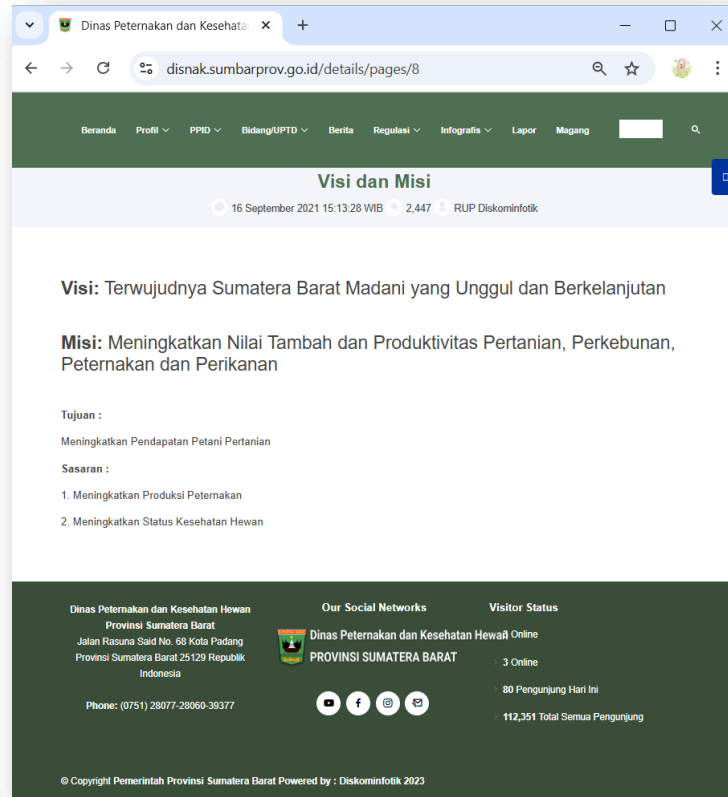 Dinas Peternakan dan Kesehata
disnak.sumbarprov.go.id/details/pages/8
Beranda Profil PPID Bidang/UPTD Berita Regulasi Infografis Lapor Magang
Visi dan Misi
16 September 2021 15:13:28 WIB 2,447 RUP Diskominfotik
Visi: Terwujudnya Sumatera Barat Madani yang Unggul dan Berkelanjutan
Misi: Meningkatkan Nilai Tambah dan Produktivitas Pertanian, Perkebunan,
Peternakan dan Perikanan
Tujuan :
Meningkatkan Pendapatan Petani Pertanian
Sasaran :
1. Meningkatkan Produksi Peternakan
2. Meningkatkan Status Kesehatan Hewan
Dinas Peternakan dan Kesehatan Hewan
Provinsi Sumatera Barat
Jalan Rasuna Said No. 68 Kota Padang
Provinsi Sumatera Barat 25129 Republik
Indonesia
Phone: (0751) 28077-28060-39377
Our Social Networks
Dinas Peternakan dan Kesehatan Hewan
PROVINSI SUMATERA BARAT
Visitor Status
Online
3 Online
80 Pengunjung Hari Ini
112,351 Total Semua Pengunjung
© Copyright Pemerintah Provinsi Sumatera Barat Powered by : Diskominfotik 2023